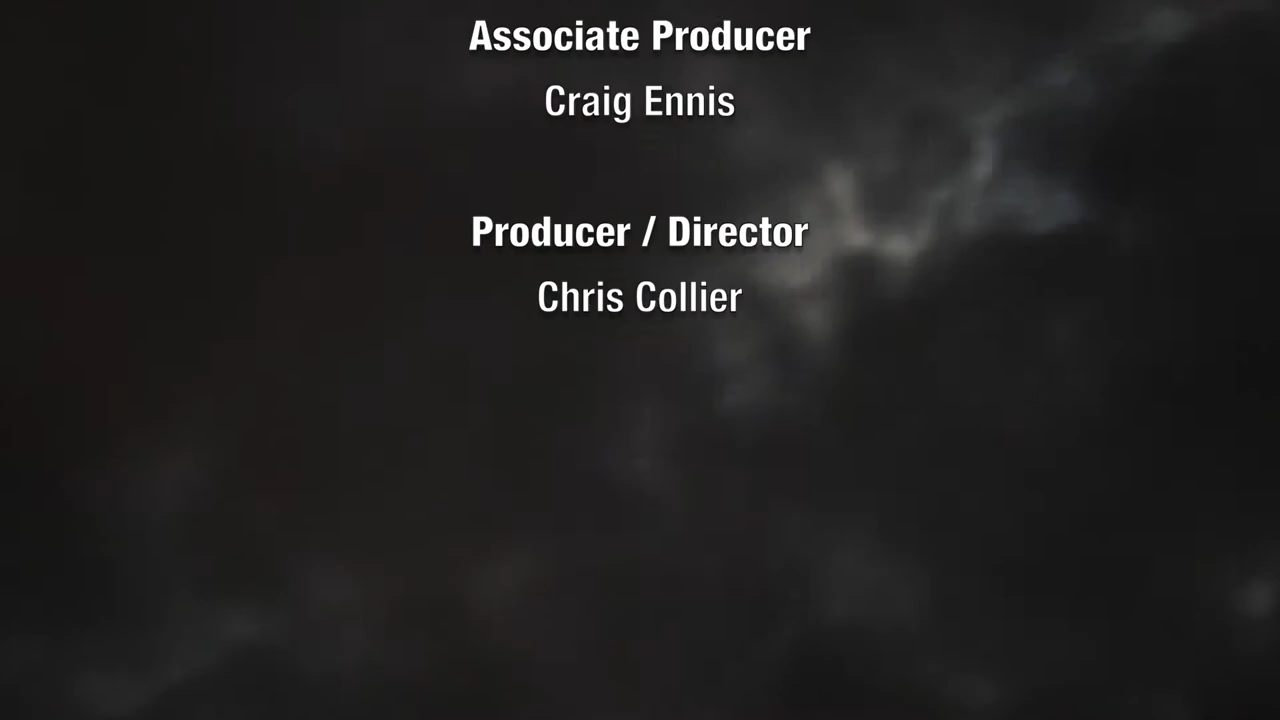 Associate Producer
Craig Ennis
Producer / Director
Chris Collier